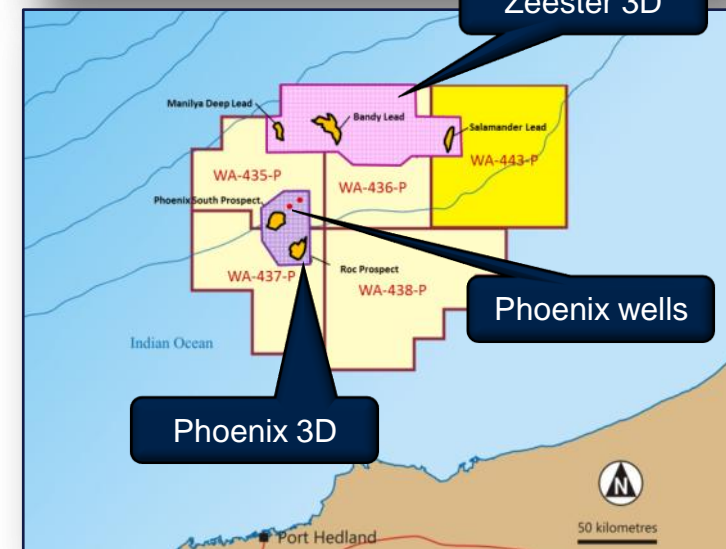 Zeester 3D
Manilya Deep Lead
Bandy Lead
Salamander Lead
WA-443-P
WA-435-P
WA-436-P
Phoenix South Prospect
Roc Prospect
WA-437-P
WA-438-P
Phoenix wells
Indian Ocean
Phoenix 3D
N
50 kilometres
Port Hedland